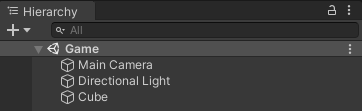 Hierarchy
All
Game
Main Camera
Directional Light
Cube